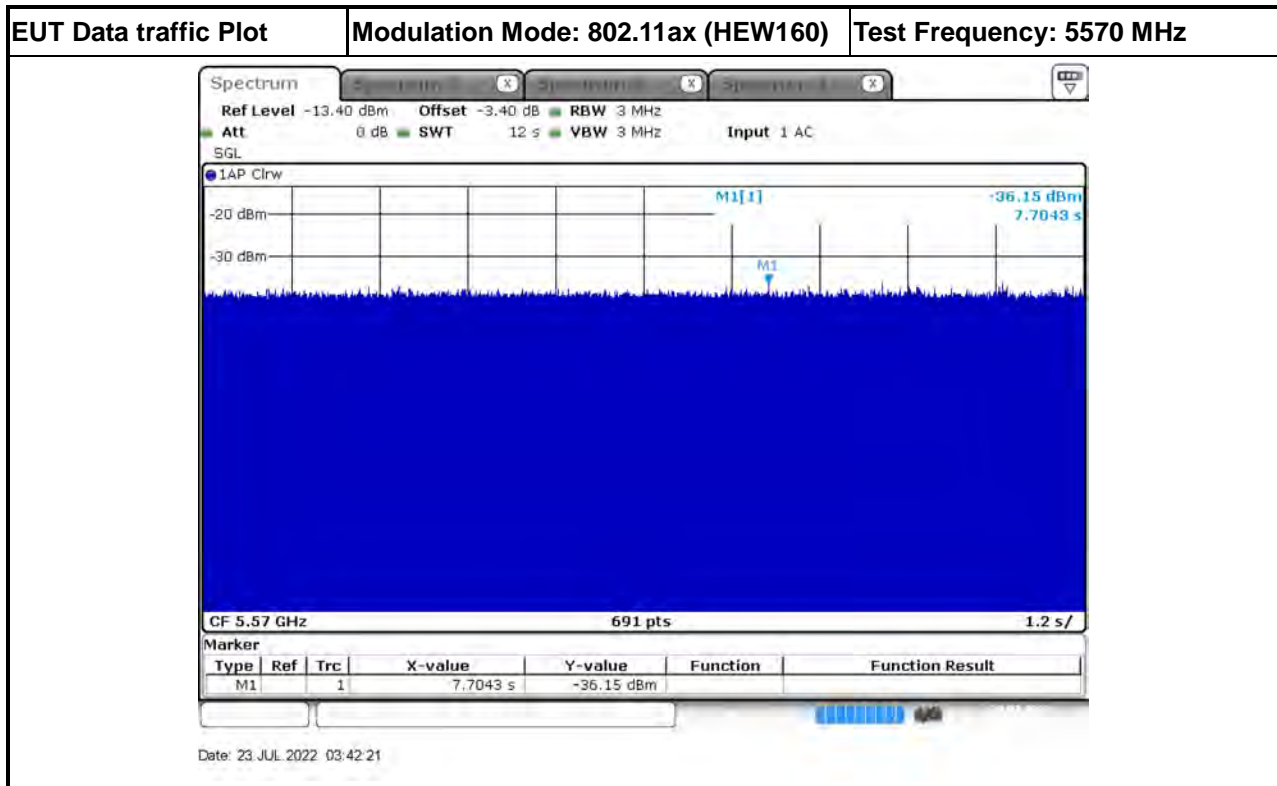 EUT Data traffic Plot Modulation Mode: 802.11ax (HEW160) Test Frequency: 5570 MHz
Spectrum X X X
Ref Level -13.40 dBm Offset -3.40 dB RBW 3 MHz
Att 0 dB SWT 12 s VBW 3 MHz Input 1 AC
SGL
1AP Clrw
M1[1] -36.15 dBm
7.7043 s
-20 dBm
-30 dBm
M1
CF 5.57 GHz 691 pts 1.2 s/
Marker
Type Ref Trc X-value Y-value Function Function Result
M1 1 7.7043 s -36.15 dBm
Date: 23.JUL.2022 03:42:21